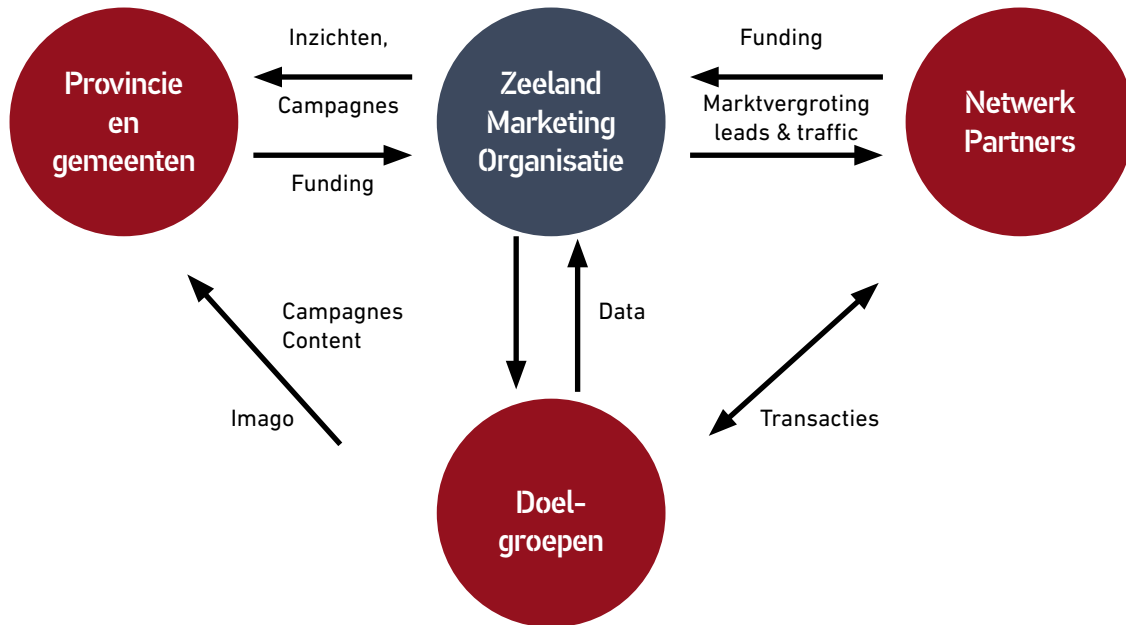 Provincie
en
gemeenten
Inzichten,
Campagnes
Funding
Zeeland
Marketing
Organisatie
Funding
Marktvergroting
leads & traffic
Netwerk
Partners
Campagnes
Content
Data
Imago
Transacties
Doel-
groepen